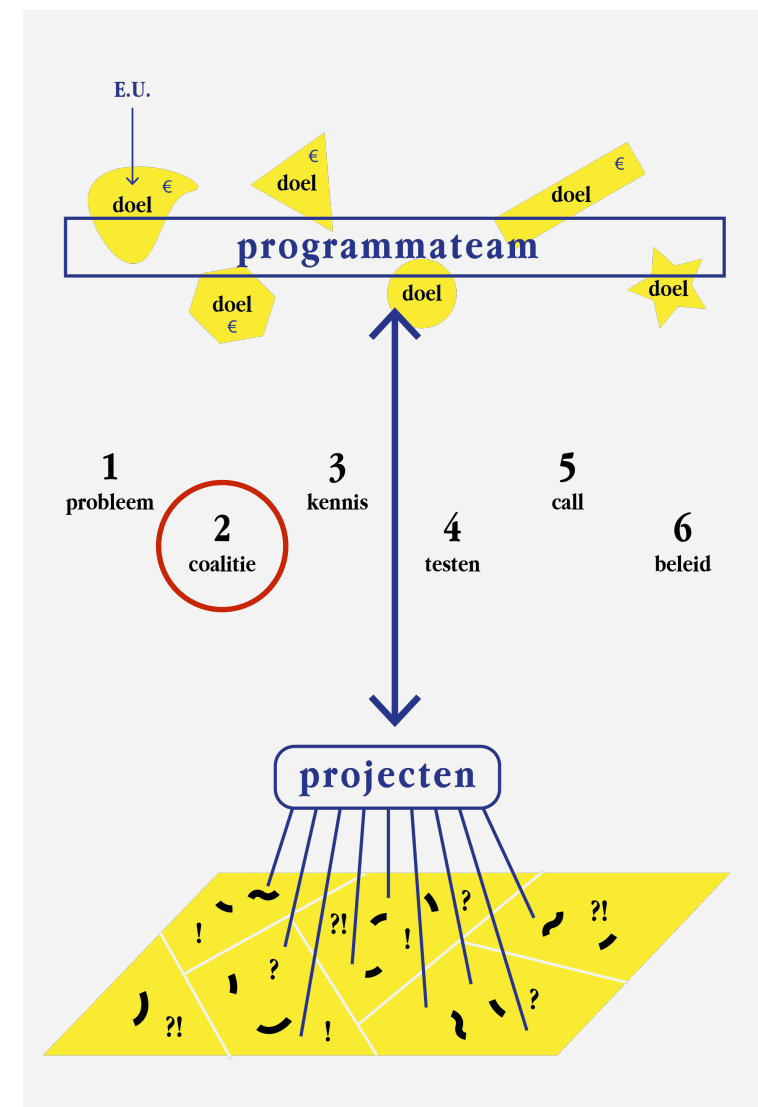 E.U.
€
doel
€
doel
€
doel
programmateam
doel
€
doel
doel
1
probleem
2
coalitie
3
kennis
4
testen
5
call
6
beleid
projecten
!
?!
?
?!
!
?
?!
?
!
?